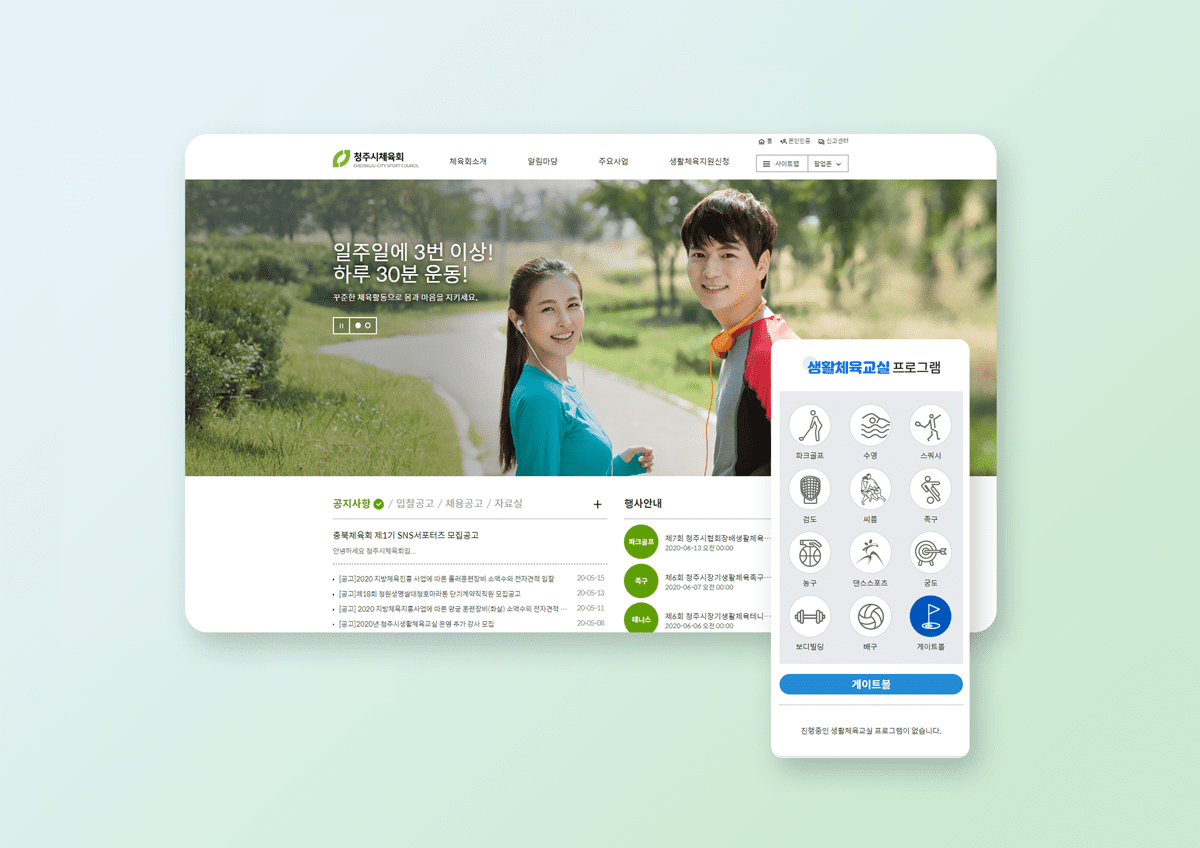 홈 본인인증 신고센터
청주시체육회
CHEONGJU-CITY SPORT COUNCIL
체육회소개 알림마당 주요사업 생활체육지원신청
사이트맵 팝업존
일주일에 3번 이상!
하루 30분 운동!
꾸준한 체육활동으로 몸과 마음을 지키세요.
공지사항 / 입찰공고 / 채용공고 / 자료실 +
충북체육회 제1기 SNS서포터즈 모집공고
안녕하세요 청주시체육회입...
[공고]2020 지방체육진흥 사업에 따른 롤러훈련장비 소액수의 전자견적 입찰 20-05-15
[공고]제18회 청원생명쌀대청호마라톤 단기계약직직원 모집공고 20-05-13
[공고] 2020 지방체육지흥사업에 따른 양궁 훈련장비(화살) 소액수의 전자견적 ... 20-05-11
[공고]2020년 청주시생활체육교실 운영 추가 강사 모집 20-05-08
행사안내
파크골프
제7회 청주시협회장배생활체육...
2020-06-13 오전 00:00
족구
제6회 청주시장기생활체육족구...
2020-06-07 오전 00:00
테니스
제6회 청주시장기생활체육테니...
2020-06-06 오전 00:00
생활체육교실 프로그램
파크골프 수영 스쿼시
검도 씨름 족구
농구 댄스스포츠 궁도
보디빌딩 배구 게이트볼
게이트볼
진행중인 생활체육교실 프로그램이 없습니다.